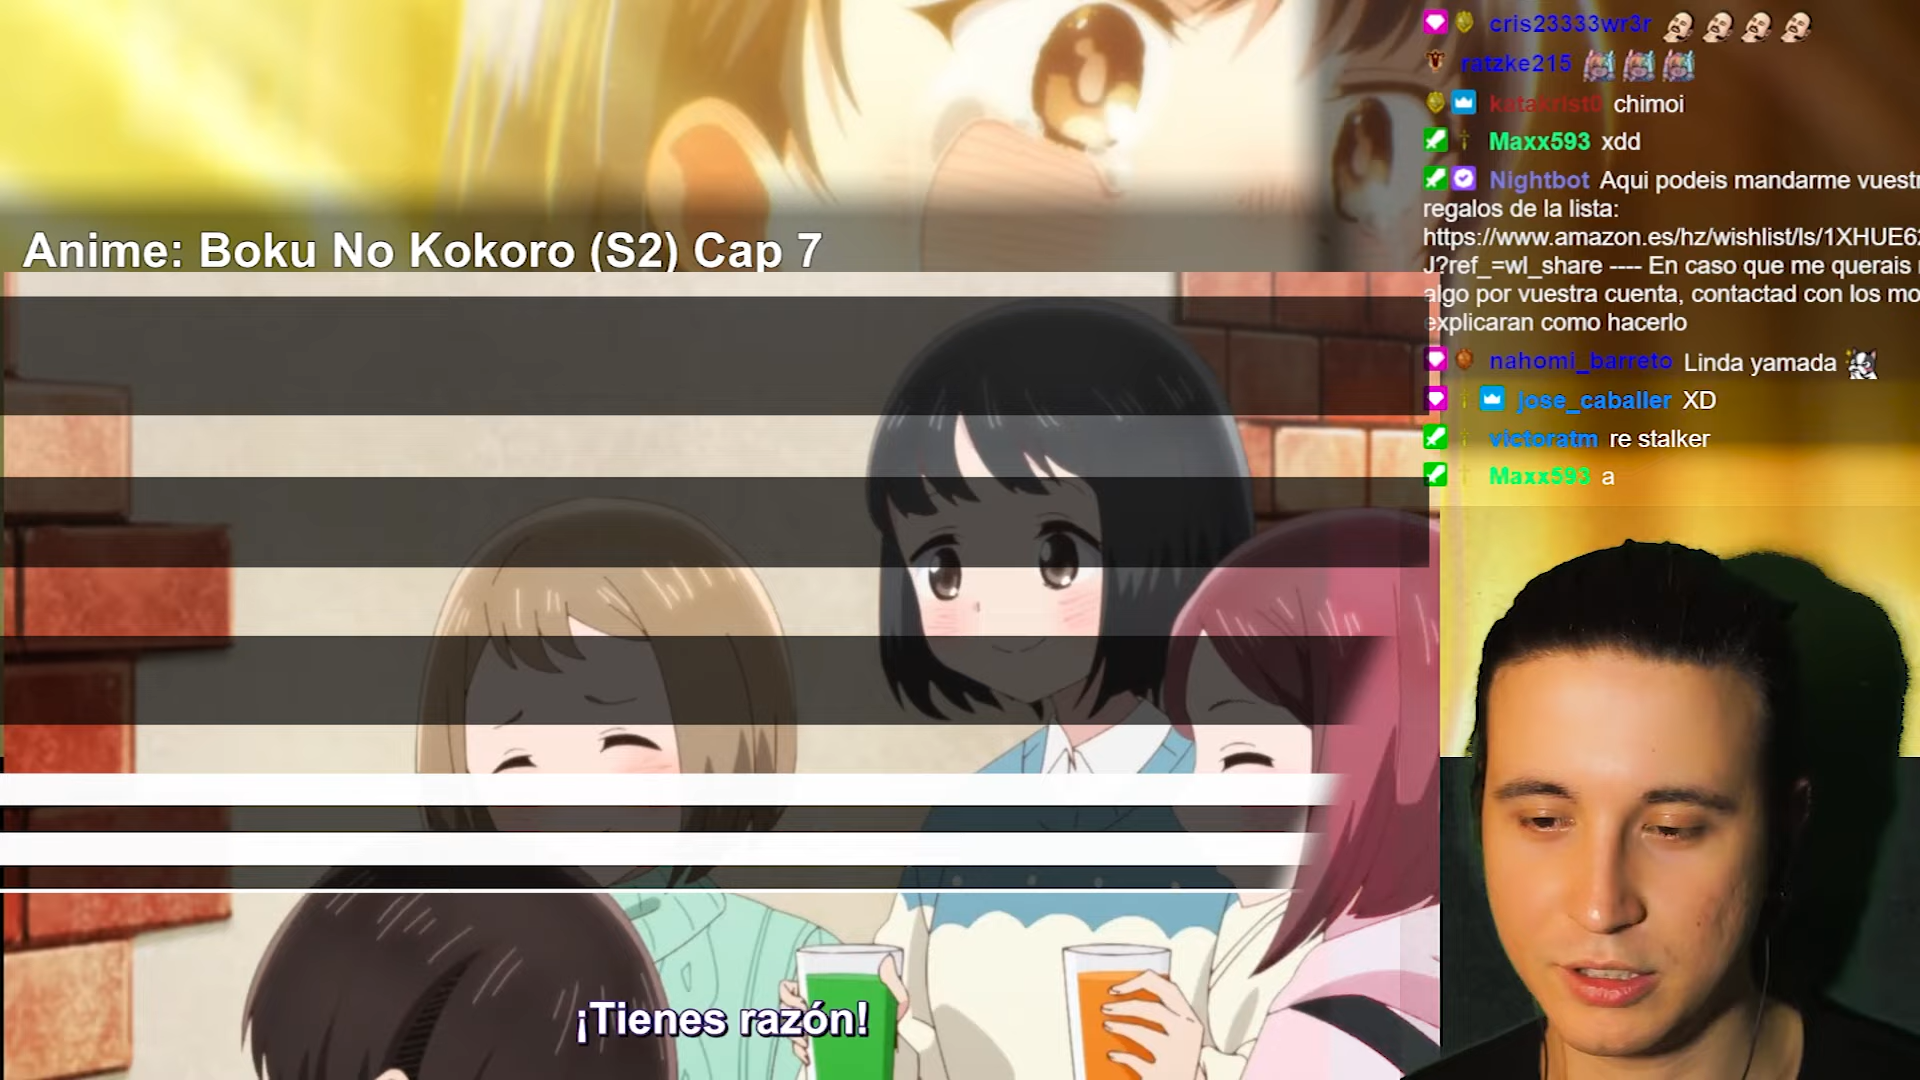 Anime: Boku No Kokoro (S2) Cap 7
¡Tienes razón!
cris23333wr3r
ratzke215
katakrist0 chimoi
Maxx593 xdd
Nightbot Aqui podeis mandarme vuestr
regalos de la lista:
https://www.amazon.es/hz/wishlist/ls/1XHUE6
J?ref_=wl_share ---- En caso que me querais
algo por vuestra cuenta, contactad con los mo
explicaran como hacerlo
nahomi_barreto Linda yamada
jose_caballer XD
victoratm re stalker
Maxx593 a